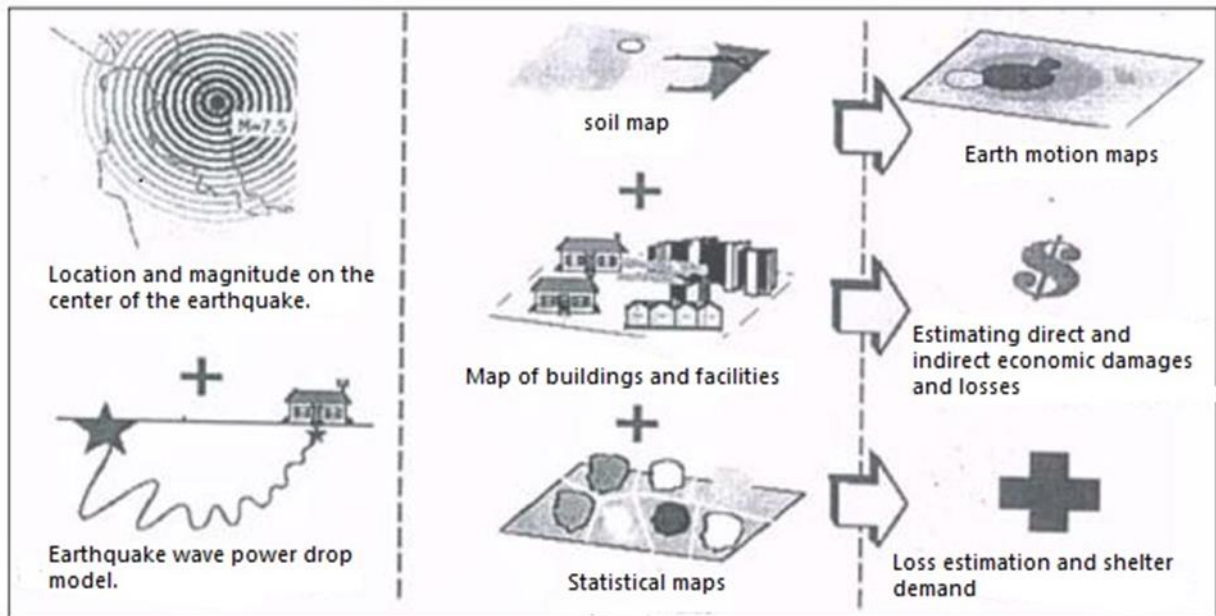 M=7.5
Location and magnitude on the
center of the earthquake.
Earthquake wave power drop
model.
soil map
Map of buildings and facilities
Statistical maps
Earth motion maps
Estimating direct and
indirect economic damages
and losses
Loss estimation and shelter
demand